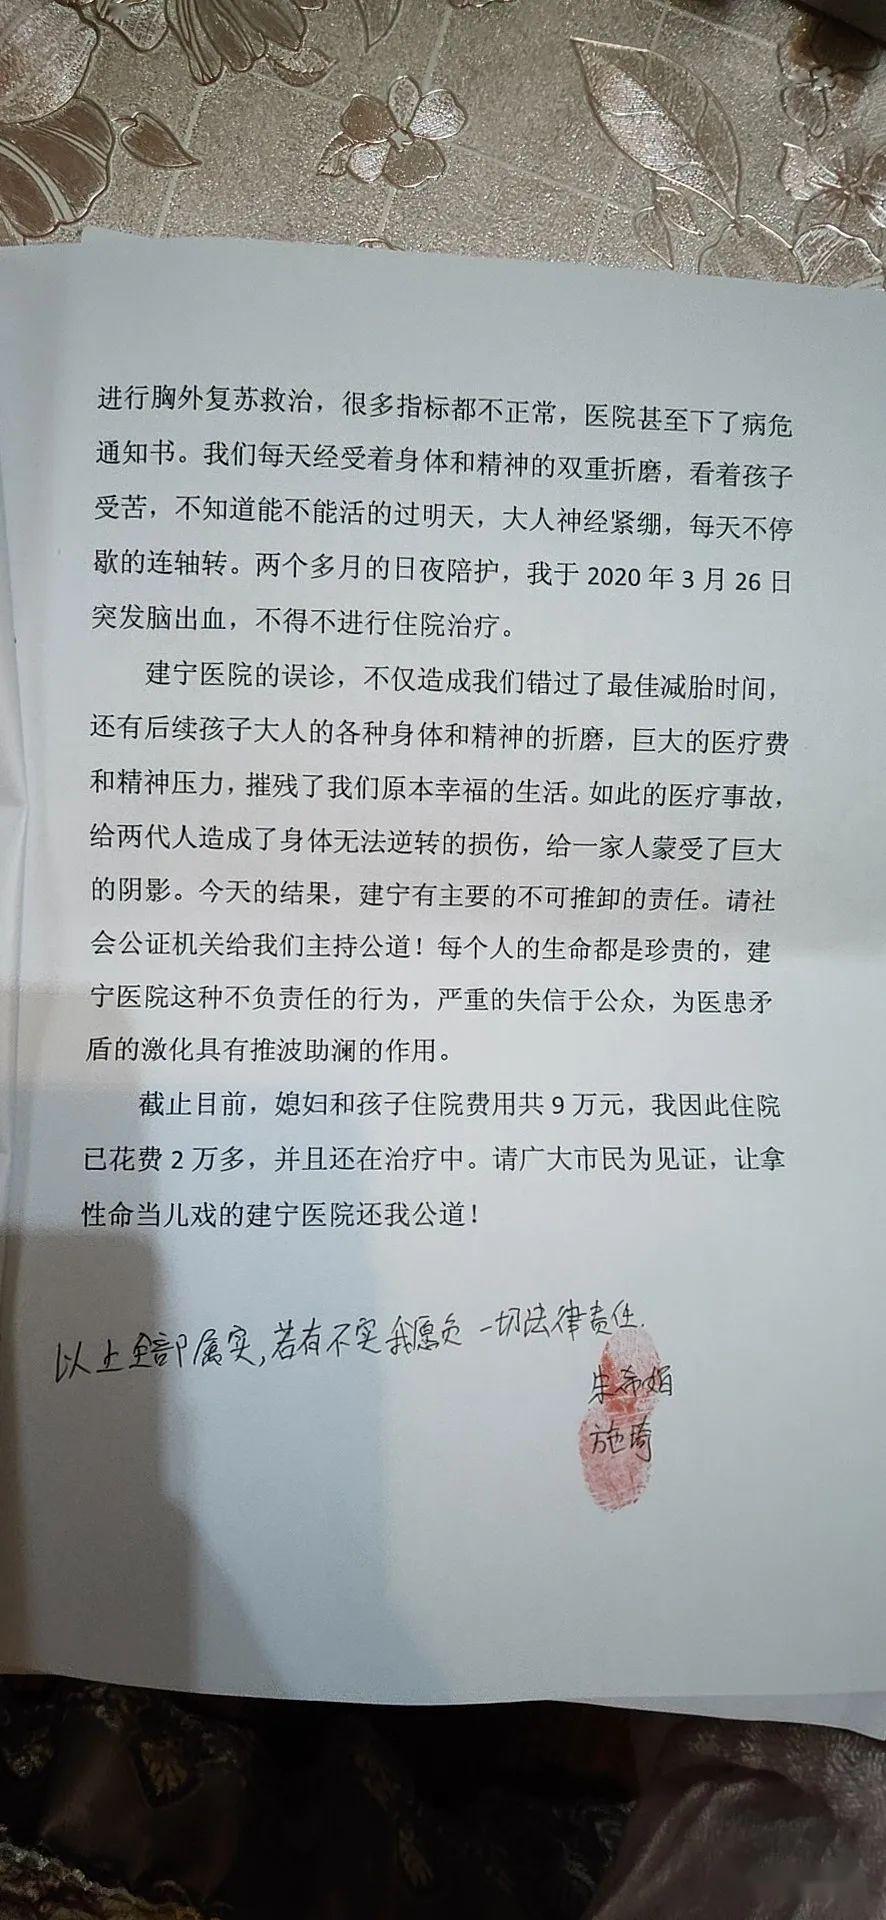 进行胸外复苏救治，很多指标都不正常，医院甚至下了病危
通知书。我们每天经受着身体和精神的双重折磨，看着孩子
受苦，不知道能不能活的过明天，大人神经紧绷，每天不停
歇的连轴转。两个多月的日夜陪护，我于 2020 年 3 月 26 日
突发脑出血，不得不进行住院治疗。
建宁医院的误诊，不仅造成我们错过了最佳减胎时间，
还有后续孩子大人的各种身体和精神的折磨，巨大的医疗费
和精神压力，摧残了我们原本幸福的生活。如此的医疗事故，
给两代人造成了身体无法逆转的损伤，给一家人蒙受了巨大
的阴影。今天的结果，建宁有主要的不可推卸的责任。请社
会公证机关给我们主持公道！每个人的生命都是珍贵的，建
宁医院这种不负责任的行为，严重的失信于公众，为医患矛
盾的激化具有推波助澜的作用。
截止目前，媳妇和孩子住院费用共 9 万元，我因此住院
已花费 2 万多，并且还在治疗中。请广大市民为见证，让拿
性命当儿戏的建宁医院还我公道！
以上全部属实，若有不实我愿负一切法律责任.
朱希娟
施琦